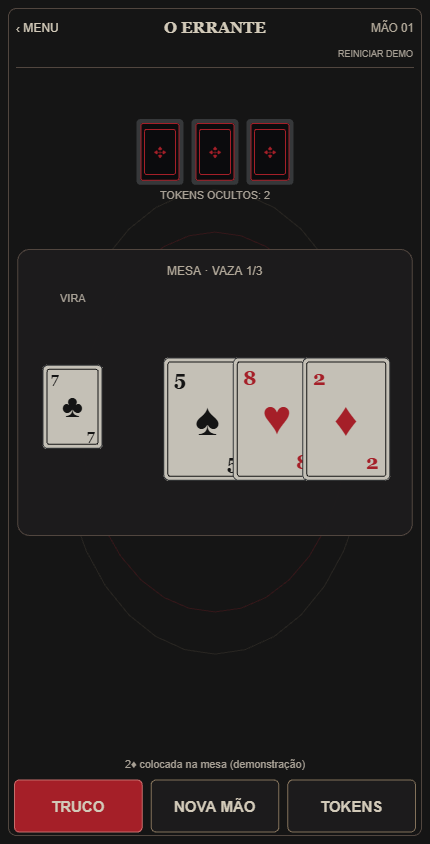 ‹ MENU O ERRANTE MÃO 01
REINICIAR DEMO
TOKENS OCULTOS: 2
MESA · VAZA 1/3
VIRA
7 ♣ 7
5 ♠ 5
8 ♥ 8
2 ♦ 2
2♦ colocada na mesa (demonstração)
TRUCO NOVA MÃO TOKENS